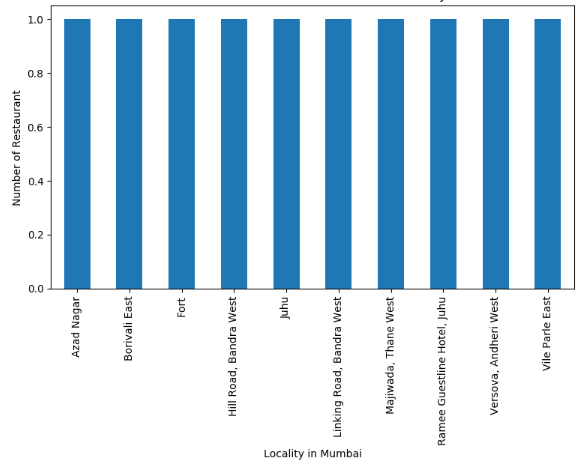 1.0
0.8
0.6
0.4
0.2
0.0
Number of Restaurant
Azad Nagar
Borivali East
Fort
Hill Road, Bandra West
Juhu
Linking Road, Bandra West
Majiwada, Thane West
Ramee Guestline Hotel, Juhu
Versova, Andheri West
Vile Parle East
Locality in Mumbai